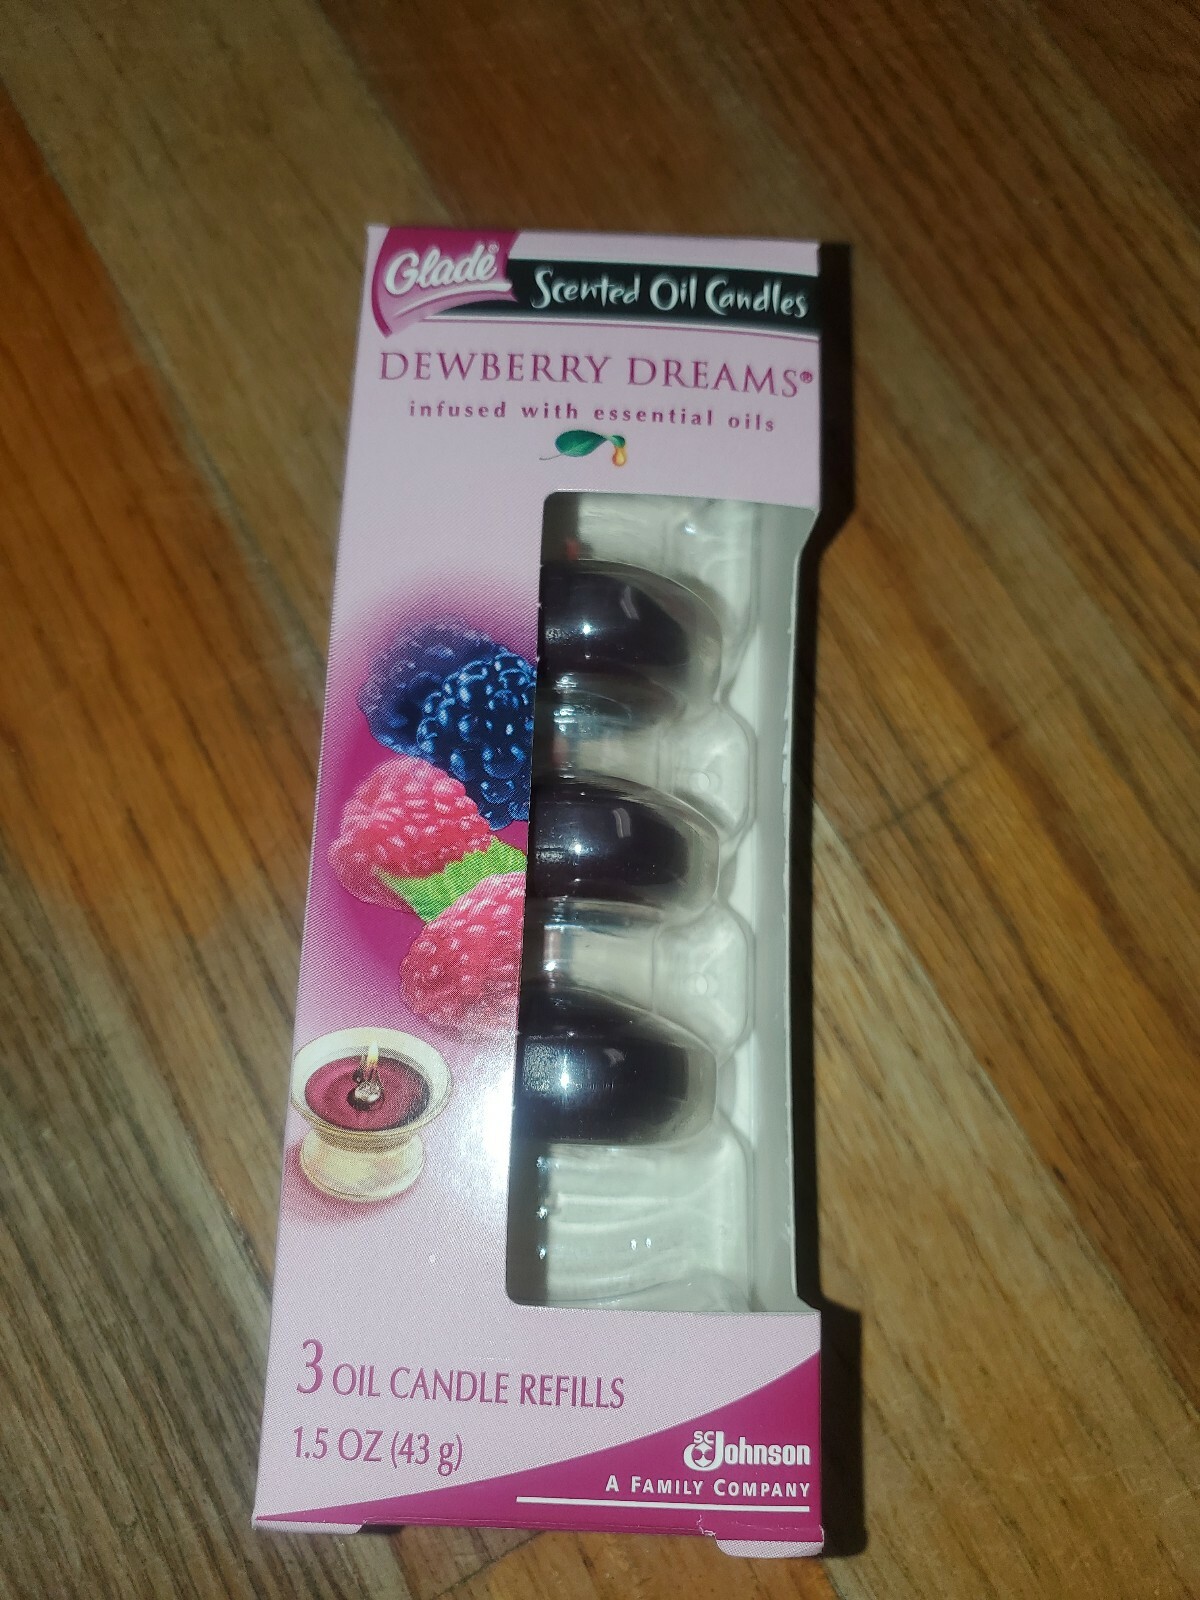 Glade®
Scented Oil Candles
DEWBERRY DREAMS®
infused with essential oils
3 OIL CANDLE REFILLS
1.5 OZ (43 g)
SC Johnson
A FAMILY COMPANY